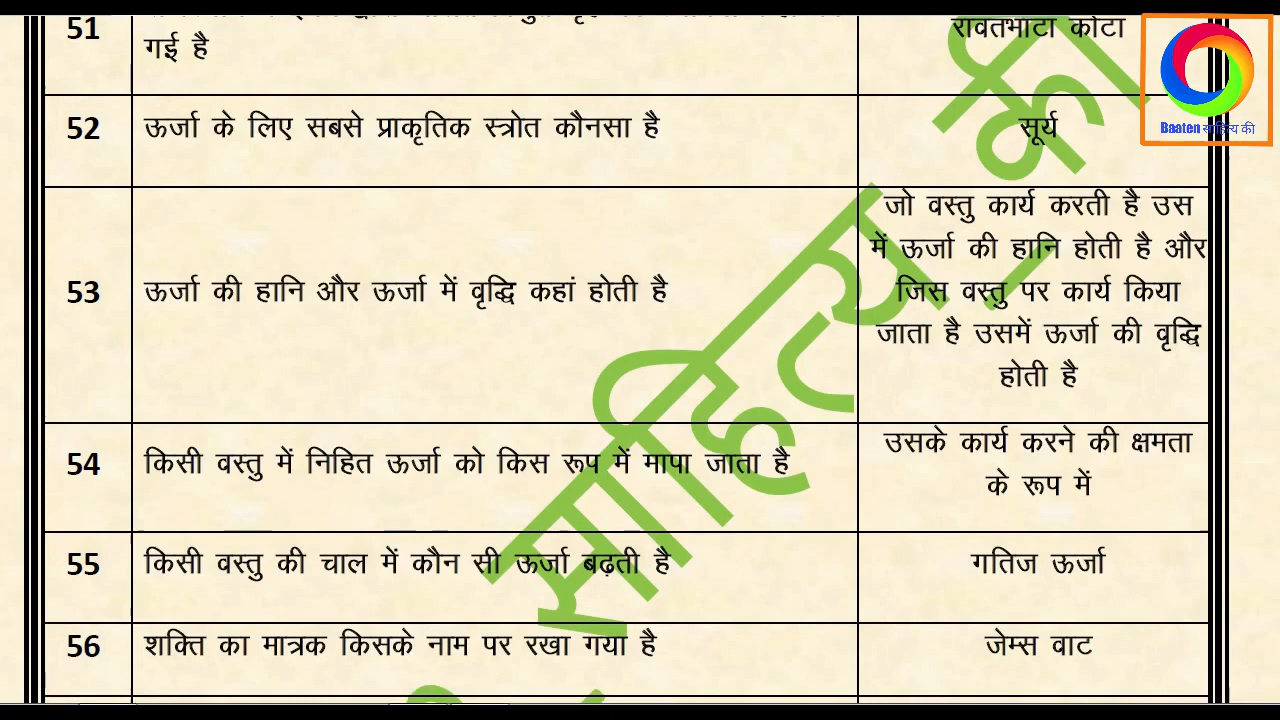 51
गई है
रावतभाटा कोटा
Baaten साहित्य की
52
ऊर्जा के लिए सबसे प्राकृतिक स्त्रोत कौनसा है
सूर्य
53
ऊर्जा की हानि और ऊर्जा में वृद्धि कहां होती है
जो वस्तु कार्य करती है उस
में ऊर्जा की हानि होती है और
जिस वस्तु पर कार्य किया
जाता है उसमें ऊर्जा की वृद्धि
होती है
54
किसी वस्तु में निहित ऊर्जा को किस रूप में मापा जाता है
उसके कार्य करने की क्षमता
के रूप में
55
किसी वस्तु की चाल में कौन सी ऊर्जा बढ़ती है
गतिज ऊर्जा
56
शक्ति का मात्रक किसके नाम पर रखा गया है
जेम्स वाट
साहित्य_की